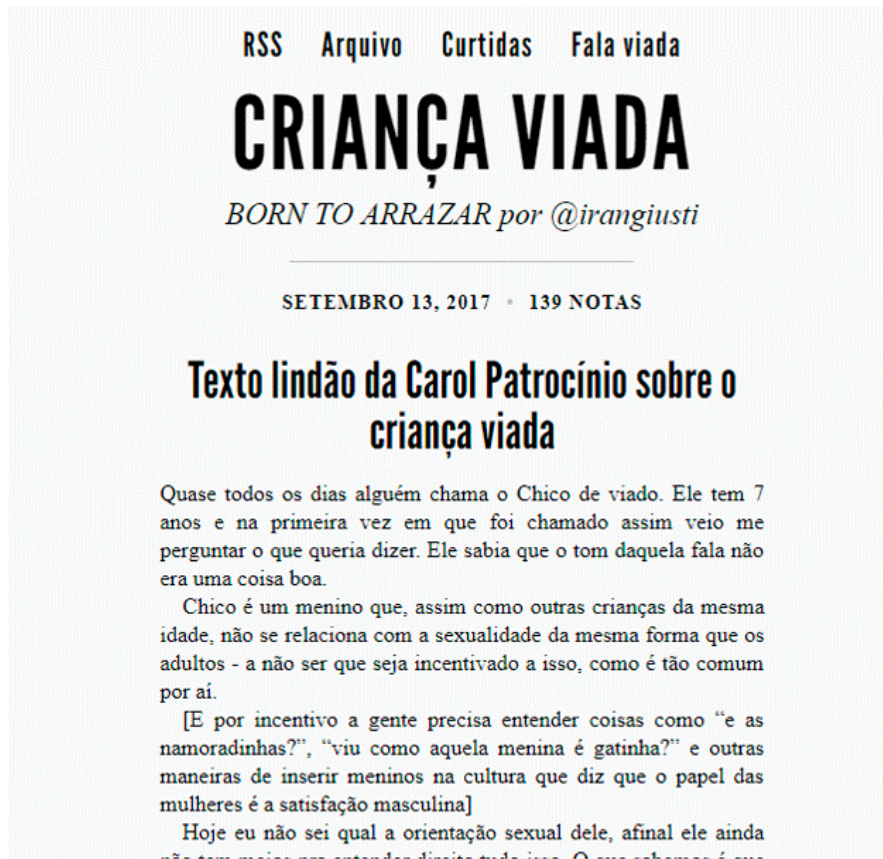 RSS Arquivo Curtidas Fala viada
CRIANÇA VIADA
BORN TO ARRAZAR por @irangiusti
SETEMBRO 13, 2017 • 139 NOTAS
Texto lindão da Carol Patrocínio sobre o
criança viada
Quase todos os dias alguém chama o Chico de viado. Ele tem 7
anos e na primeira vez em que foi chamado assim veio me
perguntar o que queria dizer. Ele sabia que o tom daquela fala não
era uma coisa boa.
Chico é um menino que, assim como outras crianças da mesma
idade, não se relaciona com a sexualidade da mesma forma que os
adultos - a não ser que seja incentivado a isso, como é tão comum
por aí.
[E por incentivo a gente precisa entender coisas como “e as
namoradinhas?”, “viu como aquela menina é gatinha?” e outras
maneiras de inserir meninos na cultura que diz que o papel das
mulheres é a satisfação masculina]
Hoje eu não sei qual a orientação sexual dele, afinal ele ainda